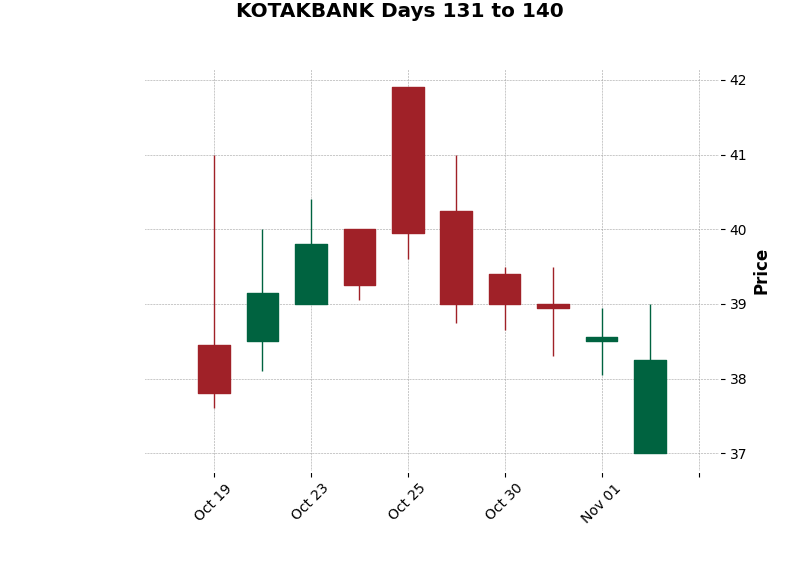 KOTAKBANK Days 131 to 140
42
41
40
39
38
37
Price
Oct 19
Oct 23
Oct 25
Oct 30
Nov 01